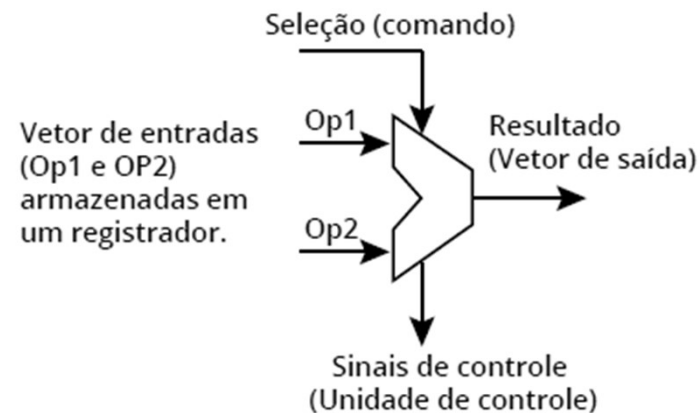 Seleção (comando)
Op1
Vetor de entradas
(Op1 e OP2)
armazenadas em
um registrador.
Op2
Resultado
(Vetor de saída)
Sinais de controle
(Unidade de controle)